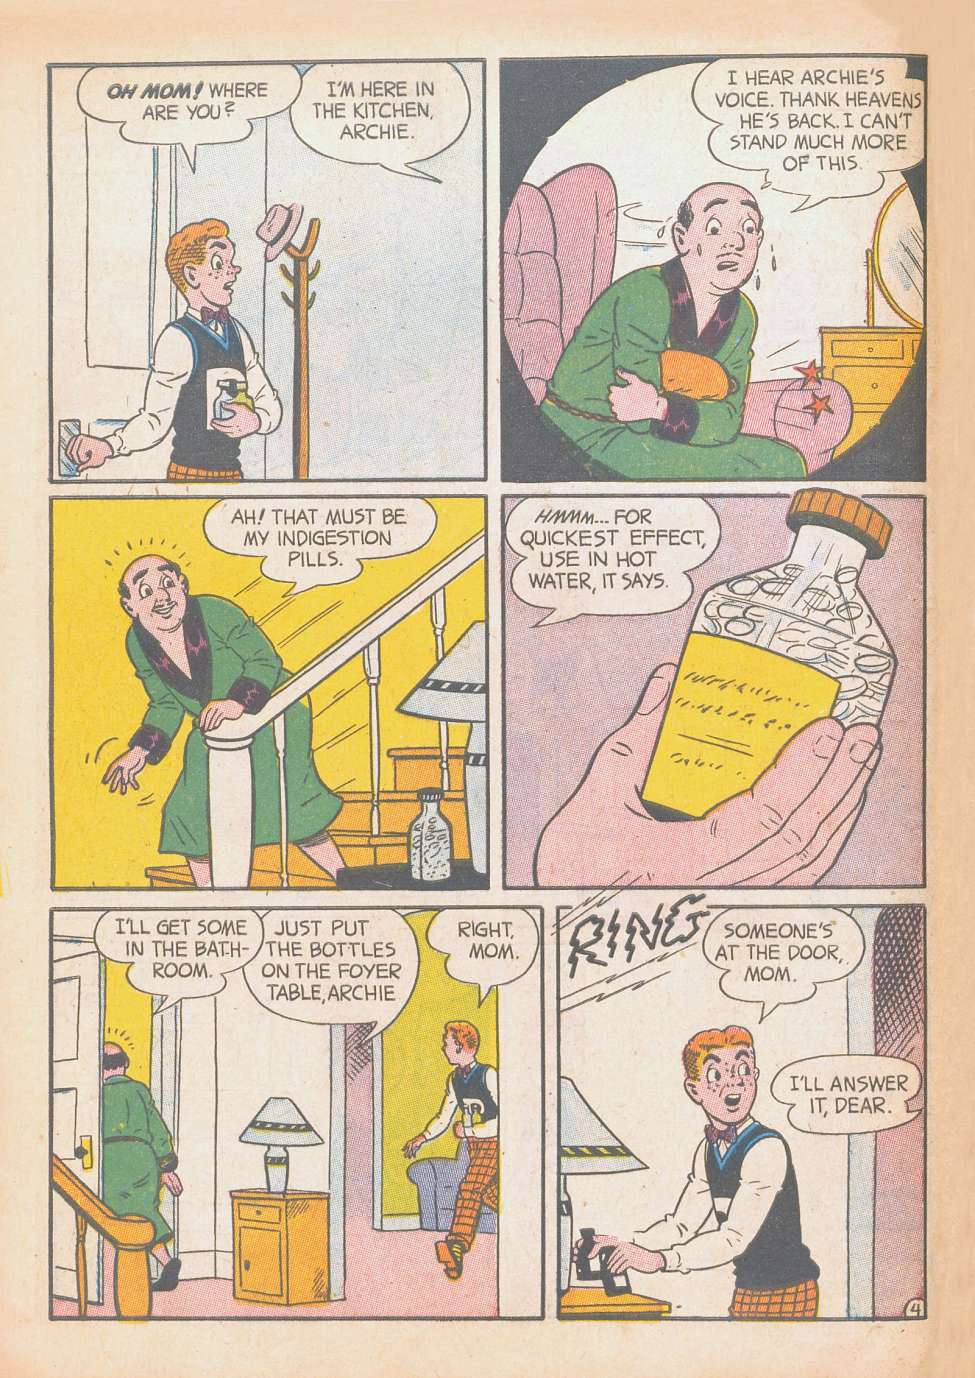 OH MOM! WHERE
ARE YOU?
I'M HERE IN
THE KITCHEN,
ARCHIE.
I HEAR ARCHIE'S
VOICE. THANK HEAVENS
HE'S BACK. I CAN'T
STAND MUCH MORE
OF THIS.
AH! THAT MUST BE
MY INDIGESTION
PILLS.
HMMM... FOR
QUICKEST EFFECT,
USE IN HOT
WATER, IT SAYS.
I'LL GET SOME
IN THE BATH-
ROOM.
JUST PUT
THE BOTTLES
ON THE FOYER
TABLE, ARCHIE
RIGHT,
MOM.
RING
SOMEONE'S
AT THE DOOR,
MOM.
I'LL ANSWER
IT, DEAR.
4